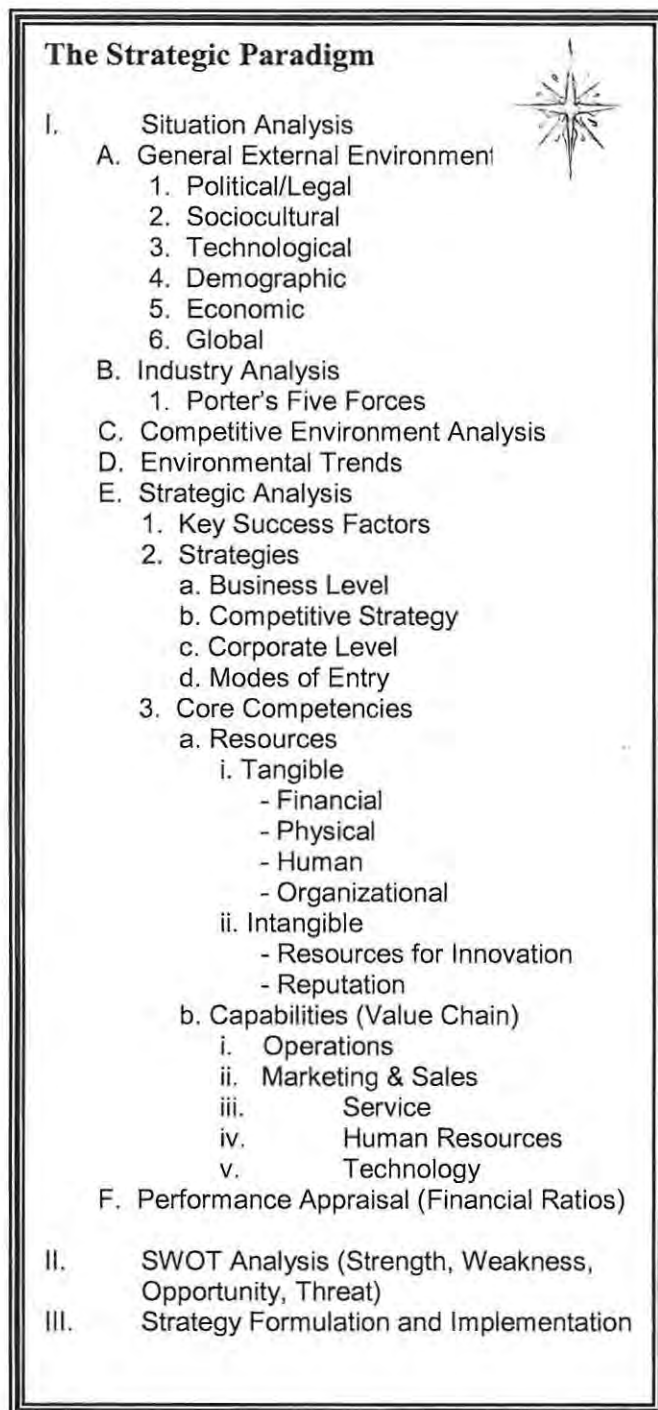 The Strategic Paradigm
I. Situation Analysis
A. General External Environment
1. Political/Legal
2. Sociocultural
3. Technological
4. Demographic
5. Economic
6. Global
B. Industry Analysis
1. Porter's Five Forces
C. Competitive Environment Analysis
D. Environmental Trends
E. Strategic Analysis
1. Key Success Factors
2. Strategies
a. Business Level
b. Competitive Strategy
c. Corporate Level
d. Modes of Entry
3. Core Competencies
a. Resources
i. Tangible
- Financial
- Physical
- Human
- Organizational
ii. Intangible
- Resources for Innovation
- Reputation
b. Capabilities (Value Chain)
i. Operations
ii. Marketing & Sales
iii. Service
iv. Human Resources
v. Technology
F. Performance Appraisal (Financial Ratios)
II. SWOT Analysis (Strength, Weakness,
Opportunity, Threat)
III. Strategy Formulation and Implementation